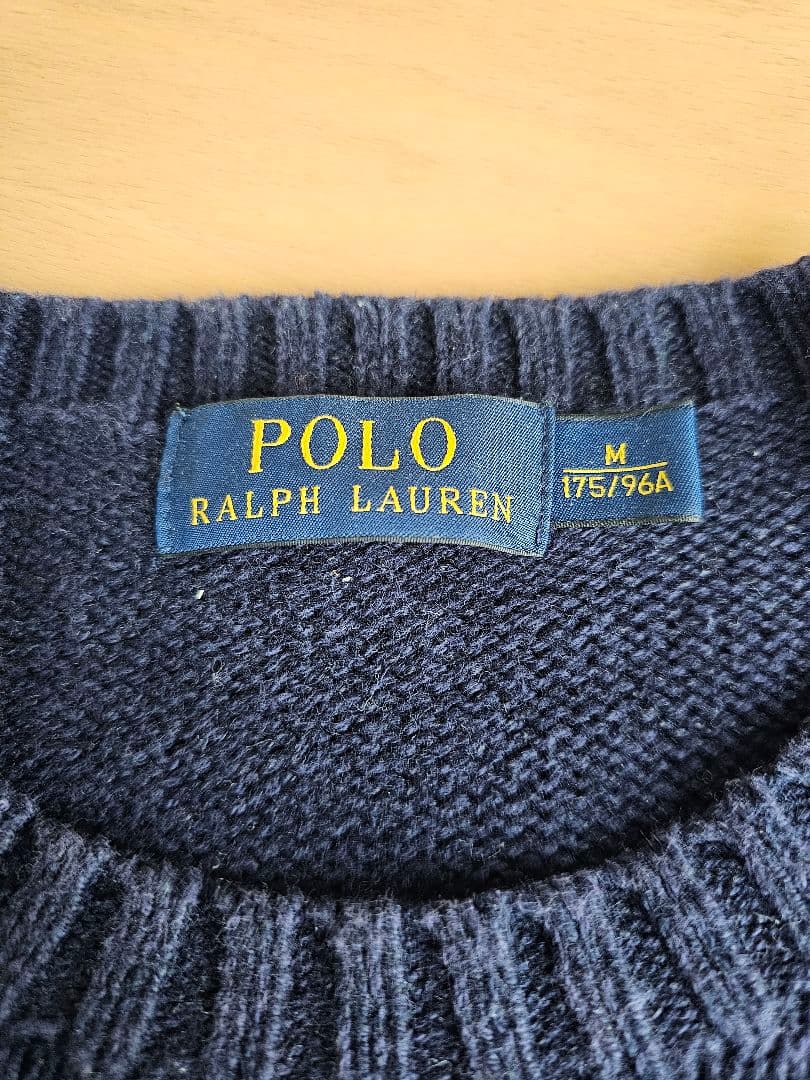 POLO
RALPH LAUREN
M
175/96A